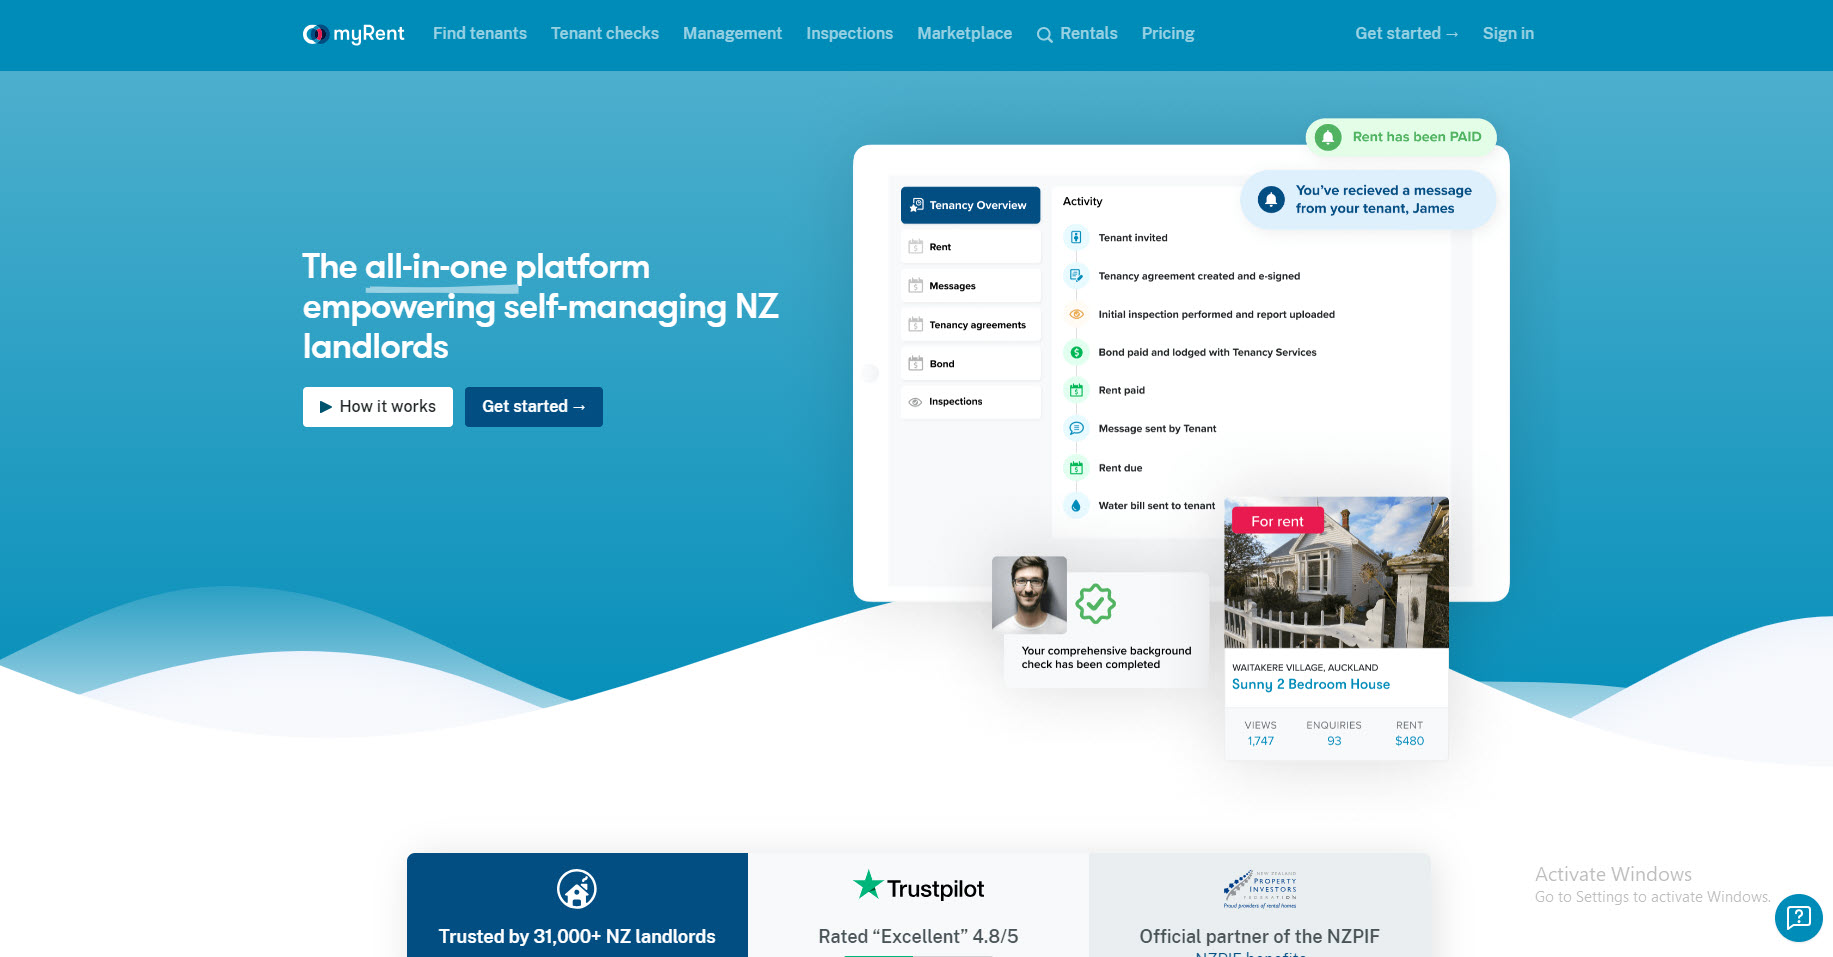 myRent Find tenants Tenant checks Management Inspections Marketplace Rentals Pricing Get started → Sign in
The all-in-one platform
empowering self-managing NZ
landlords
How it works
Get started →
Rent has been PAID
You've recieved a message
from your tenant, James
Tenancy Overview
Rent
Messages
Tenancy agreements
Bond
Inspections
Activity
Tenant invited
Tenancy agreement created and e-signed
Initial inspection performed and report uploaded
Bond paid and lodged with Tenancy Services
Rent paid
Message sent by Tenant
Rent due
Water bill sent to tenant
Your comprehensive background
check has been completed
For rent
WAITAKERE VILLAGE, AUCKLAND
Sunny 2 Bedroom House
VIEWS ENQUIRIES RENT
1,747 93 $480
Trusted by 31,000+ NZ landlords
Trustpilot
Rated “Excellent” 4.8/5
NEW ZEALAND
PROPERTY
INVESTORS
FEDERATION
Proud providers of rental homes
Official partner of the NZPIF
NZPIF benefits
Activate Windows
Go to Settings to activate Windows.